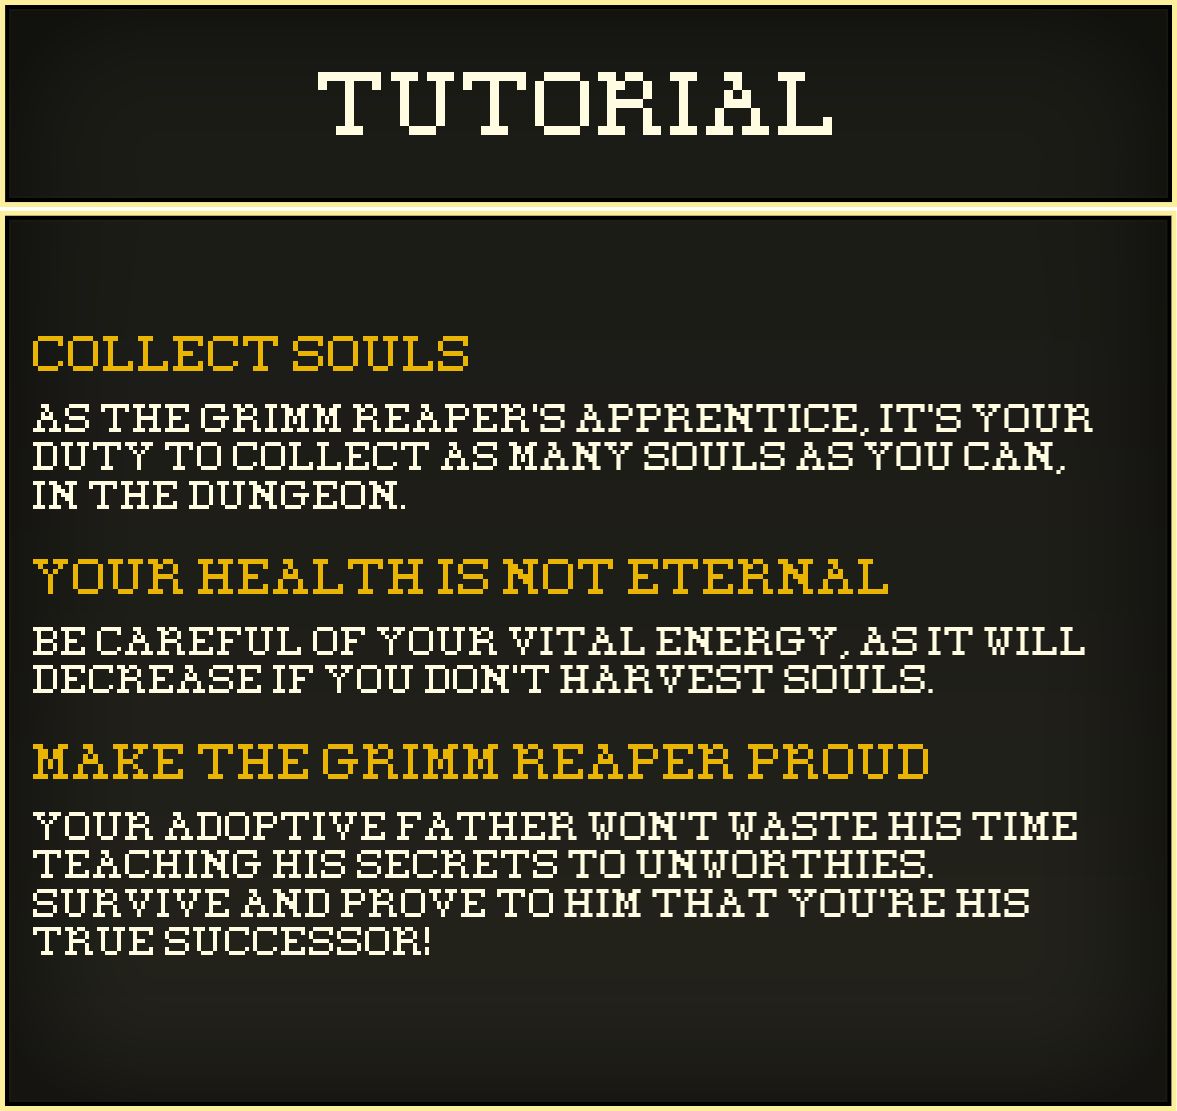 TUTORIAL
COLLECT SOULS
AS THE GRIMM REAPER'S APPRENTICE, IT'S YOUR
DUTY TO COLLECT AS MANY SOULS AS YOU CAN,
IN THE DUNGEON.
YOUR HEALTH IS NOT ETERNAL
BE CAREFUL OF YOUR VITAL ENERGY, AS IT WILL
DECREASE IF YOU DON'T HARVEST SOULS.
MAKE THE GRIMM REAPER PROUD
YOUR ADOPTIVE FATHER WON'T WASTE HIS TIME
TEACHING HIS SECRETS TO UNWORTHIES.
SURVIVE AND PROVE TO HIM THAT YOU'RE HIS
TRUE SUCCESSOR!